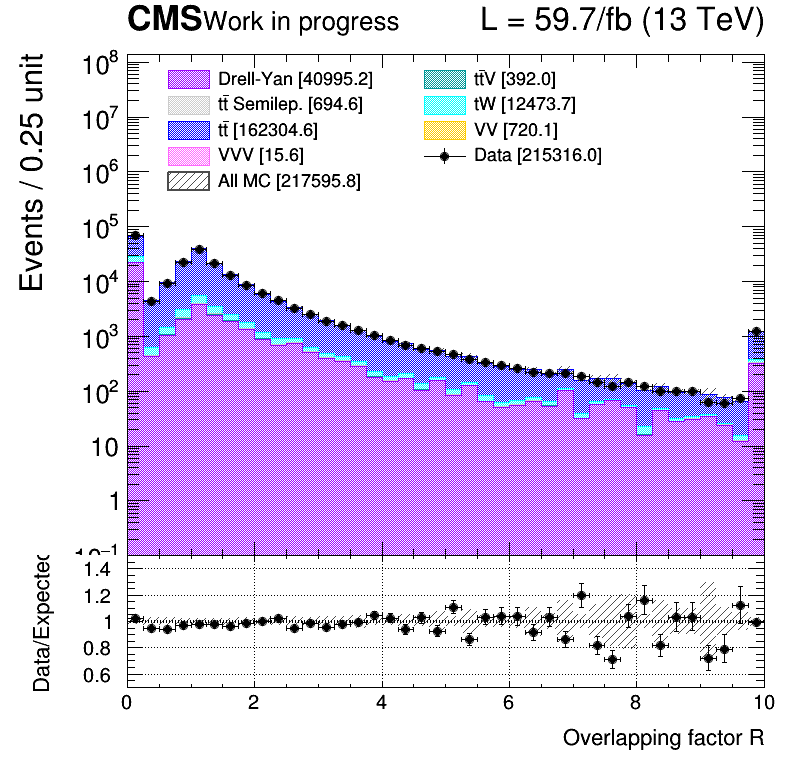 CMS Work in progress L = 59.7/fb (13 TeV)
Events / 0.25 unit
Drell-Yan [40995.2]
tt̄ Semilep. [694.6]
tt̄ [162304.6]
VVV [15.6]
All MC [217595.8]
tt̄V [392.0]
tW [12473.7]
VV [720.1]
Data [215316.0]
10⁸
10⁷
10⁶
10⁵
10⁴
10³
10²
10
1
10⁻¹
Data/Expected
1.4
1.2
1
0.8
0.6
0 2 4 6 8 10
Overlapping factor R